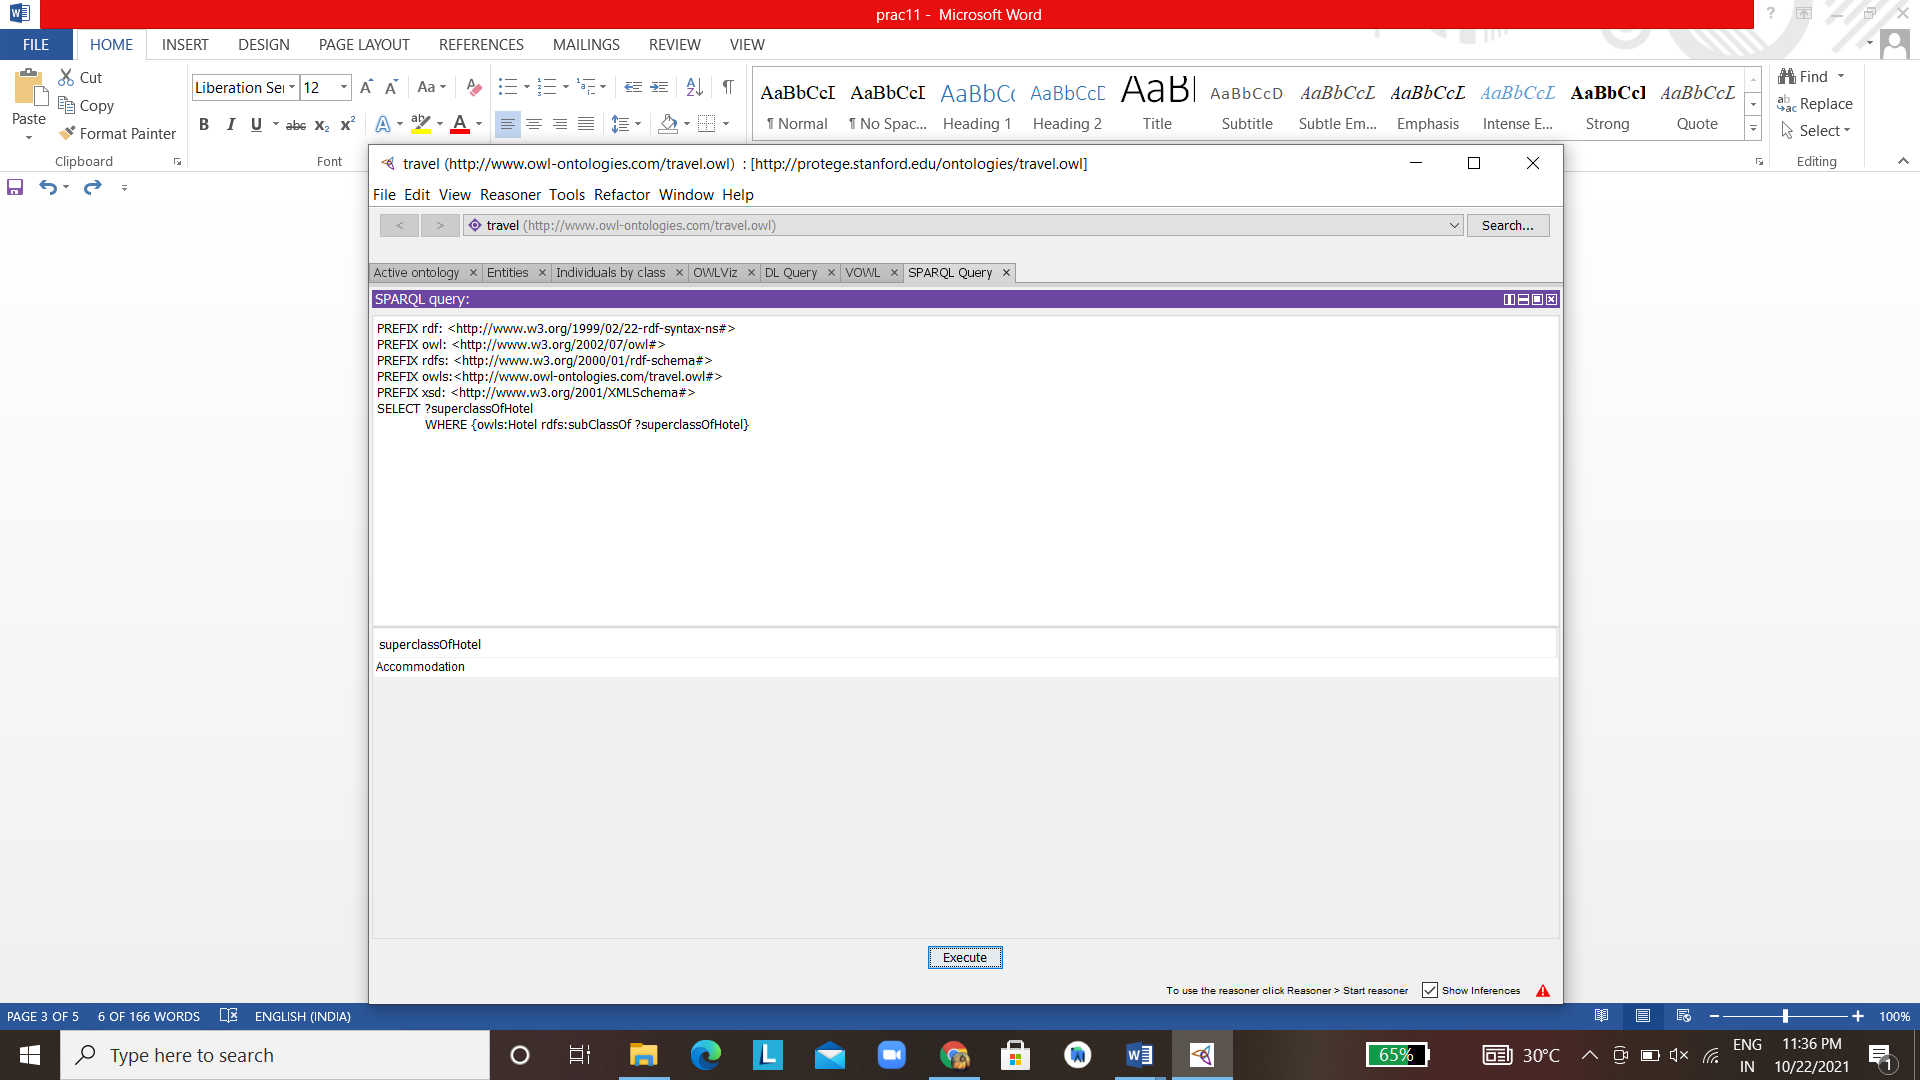 prac11 - Microsoft Word
FILE HOME INSERT DESIGN PAGE LAYOUT REFERENCES MAILINGS REVIEW VIEW
Paste
Cut
Copy
Format Painter
Clipboard
Liberation Se 12
Font
AaBbCcI AaBbCcI AaBbC AaBbCcD AaBl AaBbCcD AaBbCcL AaBbCcL AaBbCcL AaBbCcI AaBbCcL
¶ Normal ¶ No Spac... Heading 1 Heading 2 Title Subtitle Subtle Em... Emphasis Intense E... Strong Quote
Find
Replace
Select
Editing
travel (http://www.owl-ontologies.com/travel.owl) : [http://protege.stanford.edu/ontologies/travel.owl]
File Edit View Reasoner Tools Refactor Window Help
< > travel (http://www.owl-ontologies.com/travel.owl) Search...
Active ontology × Entities × Individuals by class × OWLViz × DL Query × VOWL × SPARQL Query ×
SPARQL query:
PREFIX rdf: <http://www.w3.org/1999/02/22-rdf-syntax-ns#>
PREFIX owl: <http://www.w3.org/2002/07/owl#>
PREFIX rdfs: <http://www.w3.org/2000/01/rdf-schema#>
PREFIX owls:<http://www.owl-ontologies.com/travel.owl#>
PREFIX xsd: <http://www.w3.org/2001/XMLSchema#>
SELECT ?superclassOfHotel
WHERE {owls:Hotel rdfs:subClassOf ?superclassOfHotel}
superclassOfHotel
Accommodation
Execute
To use the reasoner click Reasoner > Start reasoner Show Inferences
PAGE 3 OF 5 6 OF 166 WORDS ENGLISH (INDIA) 100%
Type here to search
65%
30°C
ENG
IN
11:36 PM
10/22/2021
1